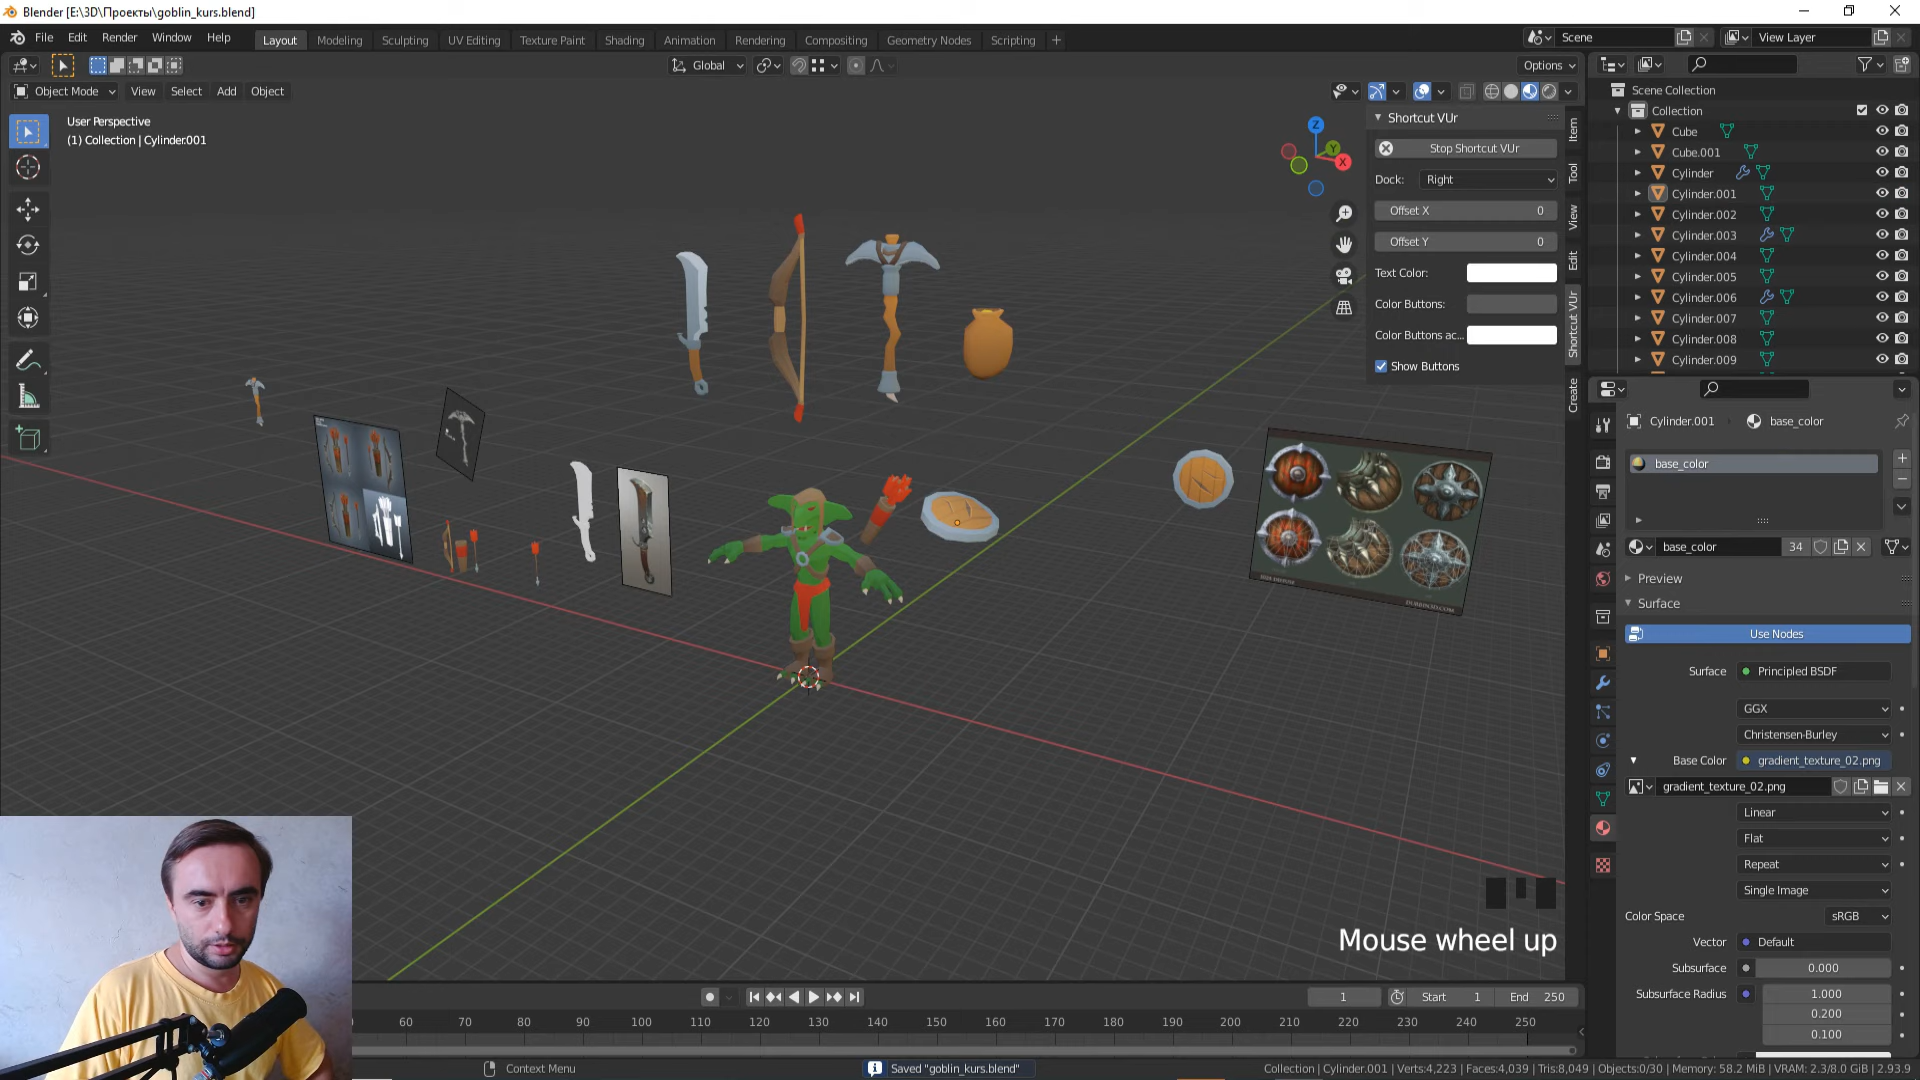 Blender [E:\3D\Проекты\goblin_kurs.blend]
File Edit Render Window Help
Layout Modeling Sculpting UV Editing Texture Paint Shading Animation Rendering Compositing Geometry Nodes Scripting +
Scene
View Layer
Global
Options
Object Mode View Select Add Object
User Perspective
(1) Collection | Cylinder.001
Z
Y
X
Shortcut VUr
Stop Shortcut VUr
Dock: Right
Offset X 0
Offset Y 0
Text Color:
Color Buttons:
Color Buttons ac...
Show Buttons
Item
Tool
View
Edit
Shortcut VUr
Create
Scene Collection
Collection
Cube
Cube.001
Cylinder
Cylinder.001
Cylinder.002
Cylinder.003
Cylinder.004
Cylinder.005
Cylinder.006
Cylinder.007
Cylinder.008
Cylinder.009
Cylinder.001 base_color
base_color
base_color 34
Preview
Surface
Use Nodes
Surface Principled BSDF
GGX
Christensen-Burley
Base Color gradient_texture_02.png
gradient_texture_02.png
Linear
Flat
Repeat
Single Image
Color Space sRGB
Vector Default
Subsurface 0.000
Subsurface Radius 1.000
0.200
0.100
Mouse wheel up
1 Start 1 End 250
60 70 80 90 100 110 120 130 140 150 160 170 180 190 200 210 220 230 240 250
Context Menu
Saved "goblin_kurs.blend"
Collection | Cylinder.001 | Verts:4,223 | Faces:4,039 | Tris:8,049 | Objects:0/30 | Memory: 58.2 MiB | VRAM: 2.3/8.0 GiB | 2.93.9